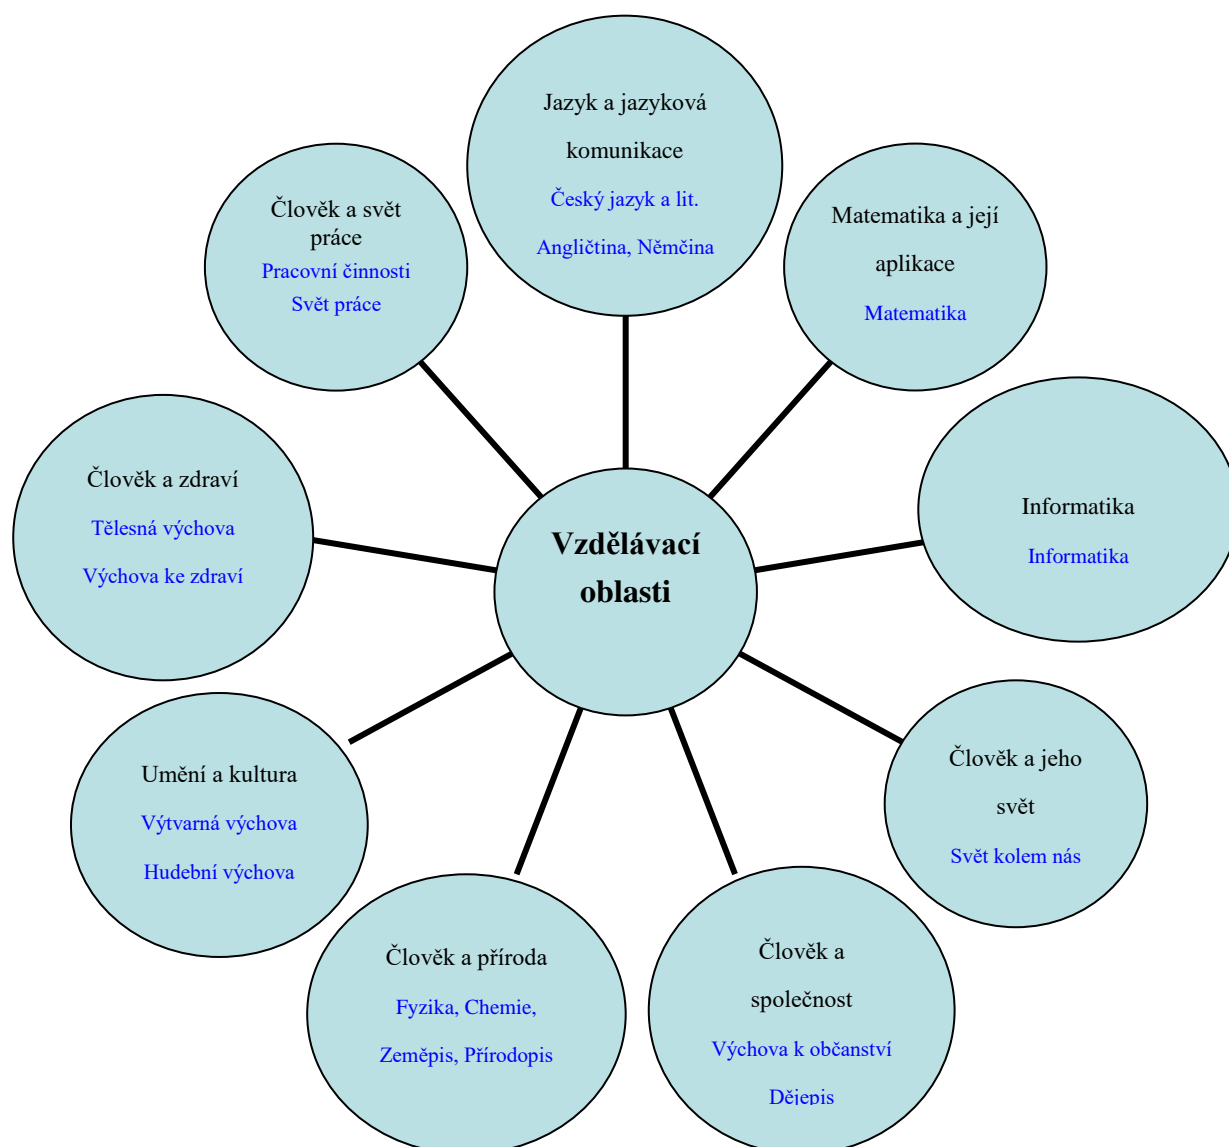 Jazyk a jazyková
komunikace
Český jazyk a lit.
Angličtina, Němčina
Člověk a svět
práce
Pracovní činnosti
Svět práce
Matematika a její
aplikace
Matematika
Člověk a zdraví
Tělesná výchova
Výchova ke zdraví
Vzdělávací
oblasti
Informatika
Informatika
Umění a kultura
Výtvarná výchova
Hudební výchova
Člověk a jeho
svět
Svět kolem nás
Člověk a příroda
Fyzika, Chemie,
Zeměpis, Přírodopis
Člověk a
společnost
Výchova k občanství
Dějepis